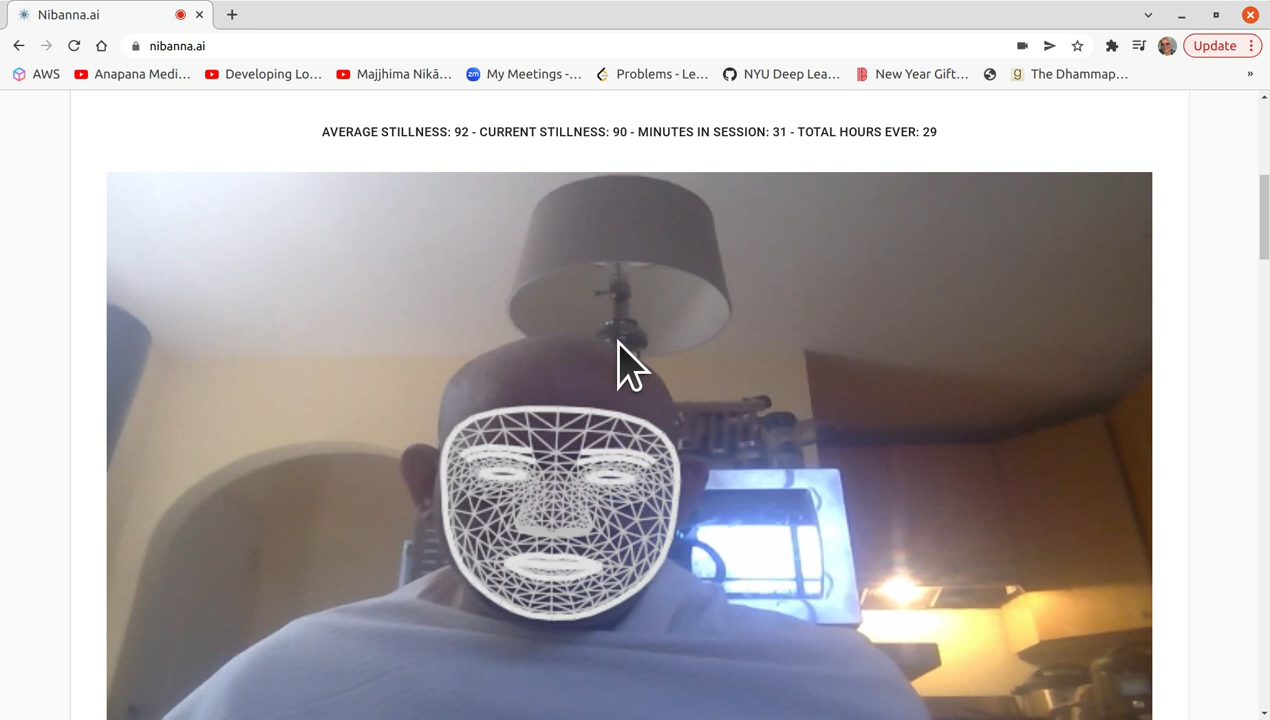 Nibanna.ai
nibanna.ai
Update
AWS
Anapana Medi...
Developing Lo...
Majjhima Nikā...
zm
My Meetings -...
Problems - Le...
NYU Deep Lea...
New Year Gift...
g
The Dhammap...
»
AVERAGE STILLNESS: 92 - CURRENT STILLNESS: 90 - MINUTES IN SESSION: 31 - TOTAL HOURS EVER: 29